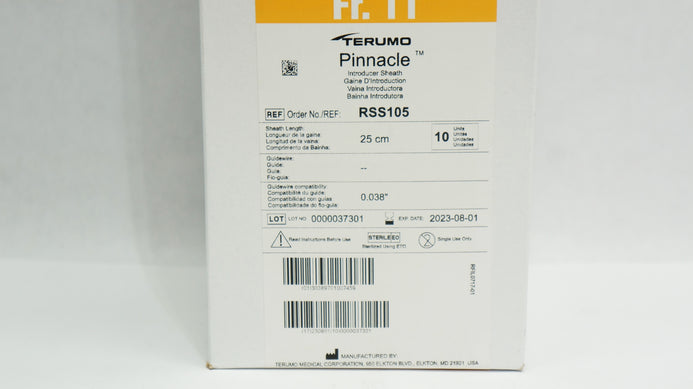 Fr. 11
TERUMO
Pinnacle ™
Introducer Sheath
Gaine D'Introduction
Vaina Introductora
Bainha Introdutora
REF Order No./REF: RSS105
Sheath Length:
Longueur de la gaine:
Longitud de la vaina:
Comprimento da Bainha:
25 cm
10
Units
Unités
Unidades
Unidades
Guidewire:
Guide:
Guia:
Fio-guia:
--
Guidewire compatibility
Compatibilité du guide:
Compatibilidad con guias
Compatibilidade do fio-guia:
0.038"
LOT LOT NO 0000037301 EXP. DATE: 2023-08-01
Read Instructions Before Use
STERILE EO
Sterilized Using ETO
Single Use Only
MANUFACTURED BY:
TERUMO MEDICAL CORPORATION, 950 ELKTON BLVD., ELKTON, MD 21921 USA